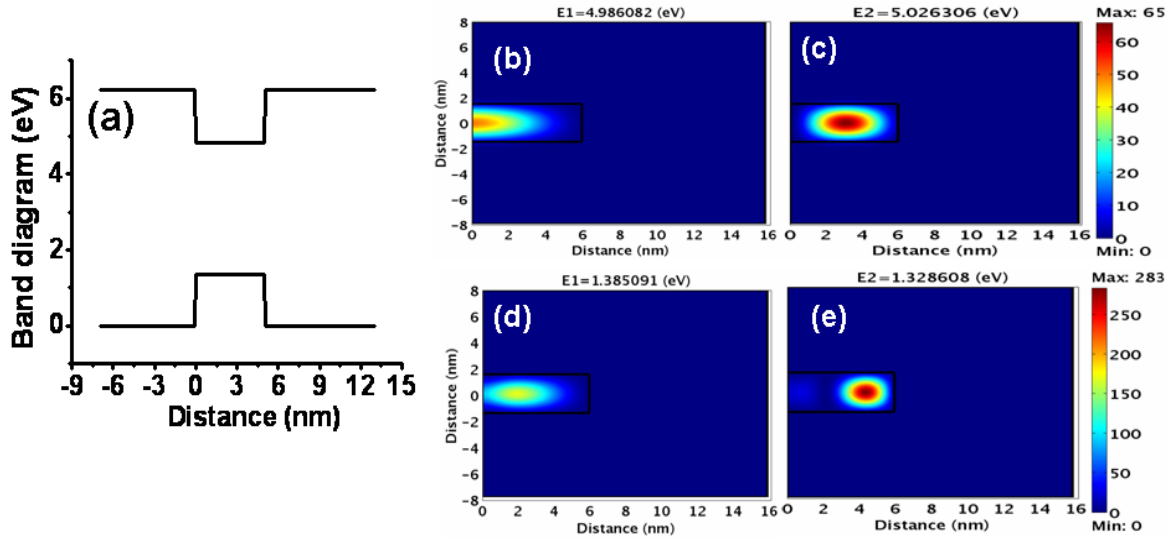 (a)
Band diagram (eV)
6
4
2
0
-9 -6 -3 0 3 6 9 12 15
Distance (nm)
E1=4.986082 (eV)
(b)
Distance (nm)
8
6
4
2
0
-2
-4
-6
-8
0 2 4 6 8 10 12 14 16
Distance (nm)
E2=5.026306 (eV)
(c)
0 2 4 6 8 10 12 14 16
Distance (nm)
Max: 65
60
50
40
30
20
10
0
Min: 0
E1=1.385091 (eV)
(d)
Distance (nm)
8
6
4
2
0
-2
-4
-6
-8
0 2 4 6 8 10 12 14 16
Distance (nm)
E2=1.328608 (eV)
(e)
0 2 4 6 8 10 12 14 16
Distance (nm)
Max: 283
250
200
150
100
50
0
Min: 0